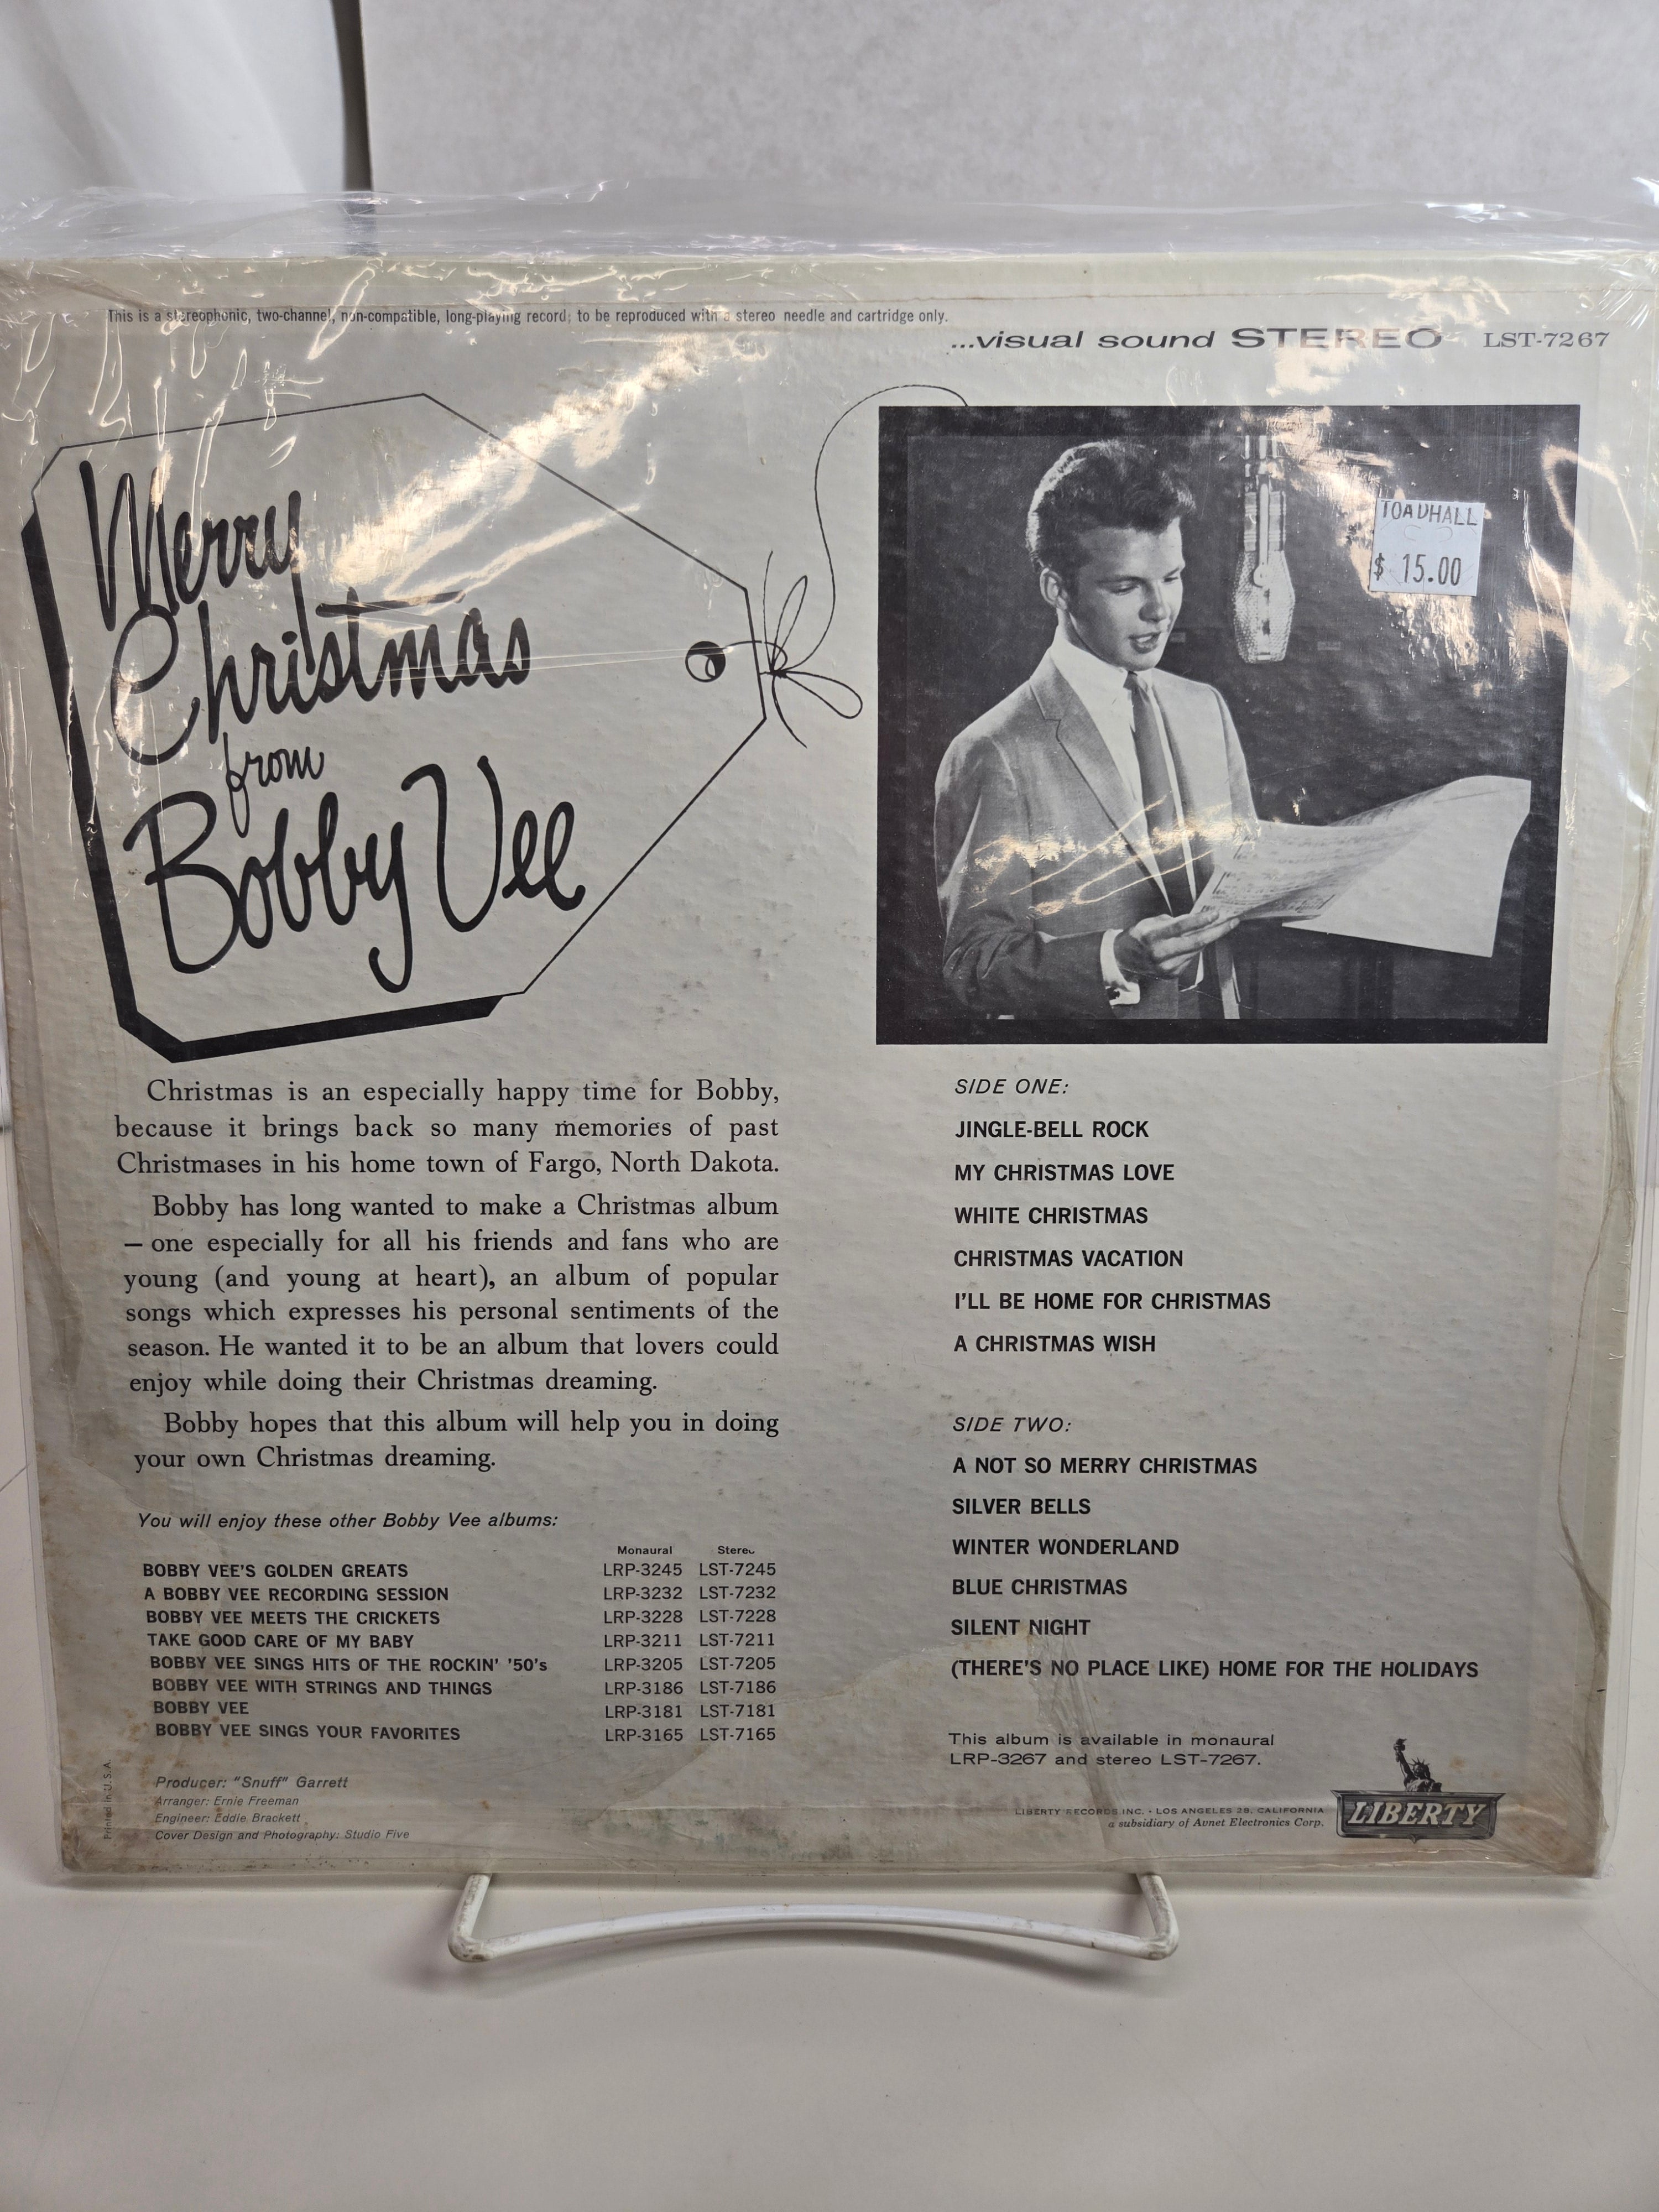 This is a stereophonic, two-channel, non-compatible, long-playing record; to be reproduced with a stereo needle and cartridge only.
...visual sound STEREO LST-7267
Merry
Christmas
from
Bobby Vee
TOADHALL
$ 15.00
Christmas is an especially happy time for Bobby,
because it brings back so many memories of past
Christmases in his home town of Fargo, North Dakota.
Bobby has long wanted to make a Christmas album
— one especially for all his friends and fans who are
young (and young at heart), an album of popular
songs which expresses his personal sentiments of the
season. He wanted it to be an album that lovers could
enjoy while doing their Christmas dreaming.
Bobby hopes that this album will help you in doing
your own Christmas dreaming.
You will enjoy these other Bobby Vee albums:
Monaural Stereo
BOBBY VEE'S GOLDEN GREATS LRP-3245 LST-7245
A BOBBY VEE RECORDING SESSION LRP-3232 LST-7232
BOBBY VEE MEETS THE CRICKETS LRP-3228 LST-7228
TAKE GOOD CARE OF MY BABY LRP-3211 LST-7211
BOBBY VEE SINGS HITS OF THE ROCKIN' '50's LRP-3205 LST-7205
BOBBY VEE WITH STRINGS AND THINGS LRP-3186 LST-7186
BOBBY VEE LRP-3181 LST-7181
BOBBY VEE SINGS YOUR FAVORITES LRP-3165 LST-7165
Producer: "Snuff" Garrett
Arranger: Ernie Freeman
Engineer: Eddie Brackett
Cover Design and Photography: Studio Five
Printed in U.S.A.
SIDE ONE:
JINGLE-BELL ROCK
MY CHRISTMAS LOVE
WHITE CHRISTMAS
CHRISTMAS VACATION
I'LL BE HOME FOR CHRISTMAS
A CHRISTMAS WISH
SIDE TWO:
A NOT SO MERRY CHRISTMAS
SILVER BELLS
WINTER WONDERLAND
BLUE CHRISTMAS
SILENT NIGHT
(THERE'S NO PLACE LIKE) HOME FOR THE HOLIDAYS
This album is available in monaural
LRP-3267 and stereo LST-7267.
LIBERTY RECORDS INC. • LOS ANGELES 28, CALIFORNIA
a subsidiary of Avnet Electronics Corp.
LIBERTY